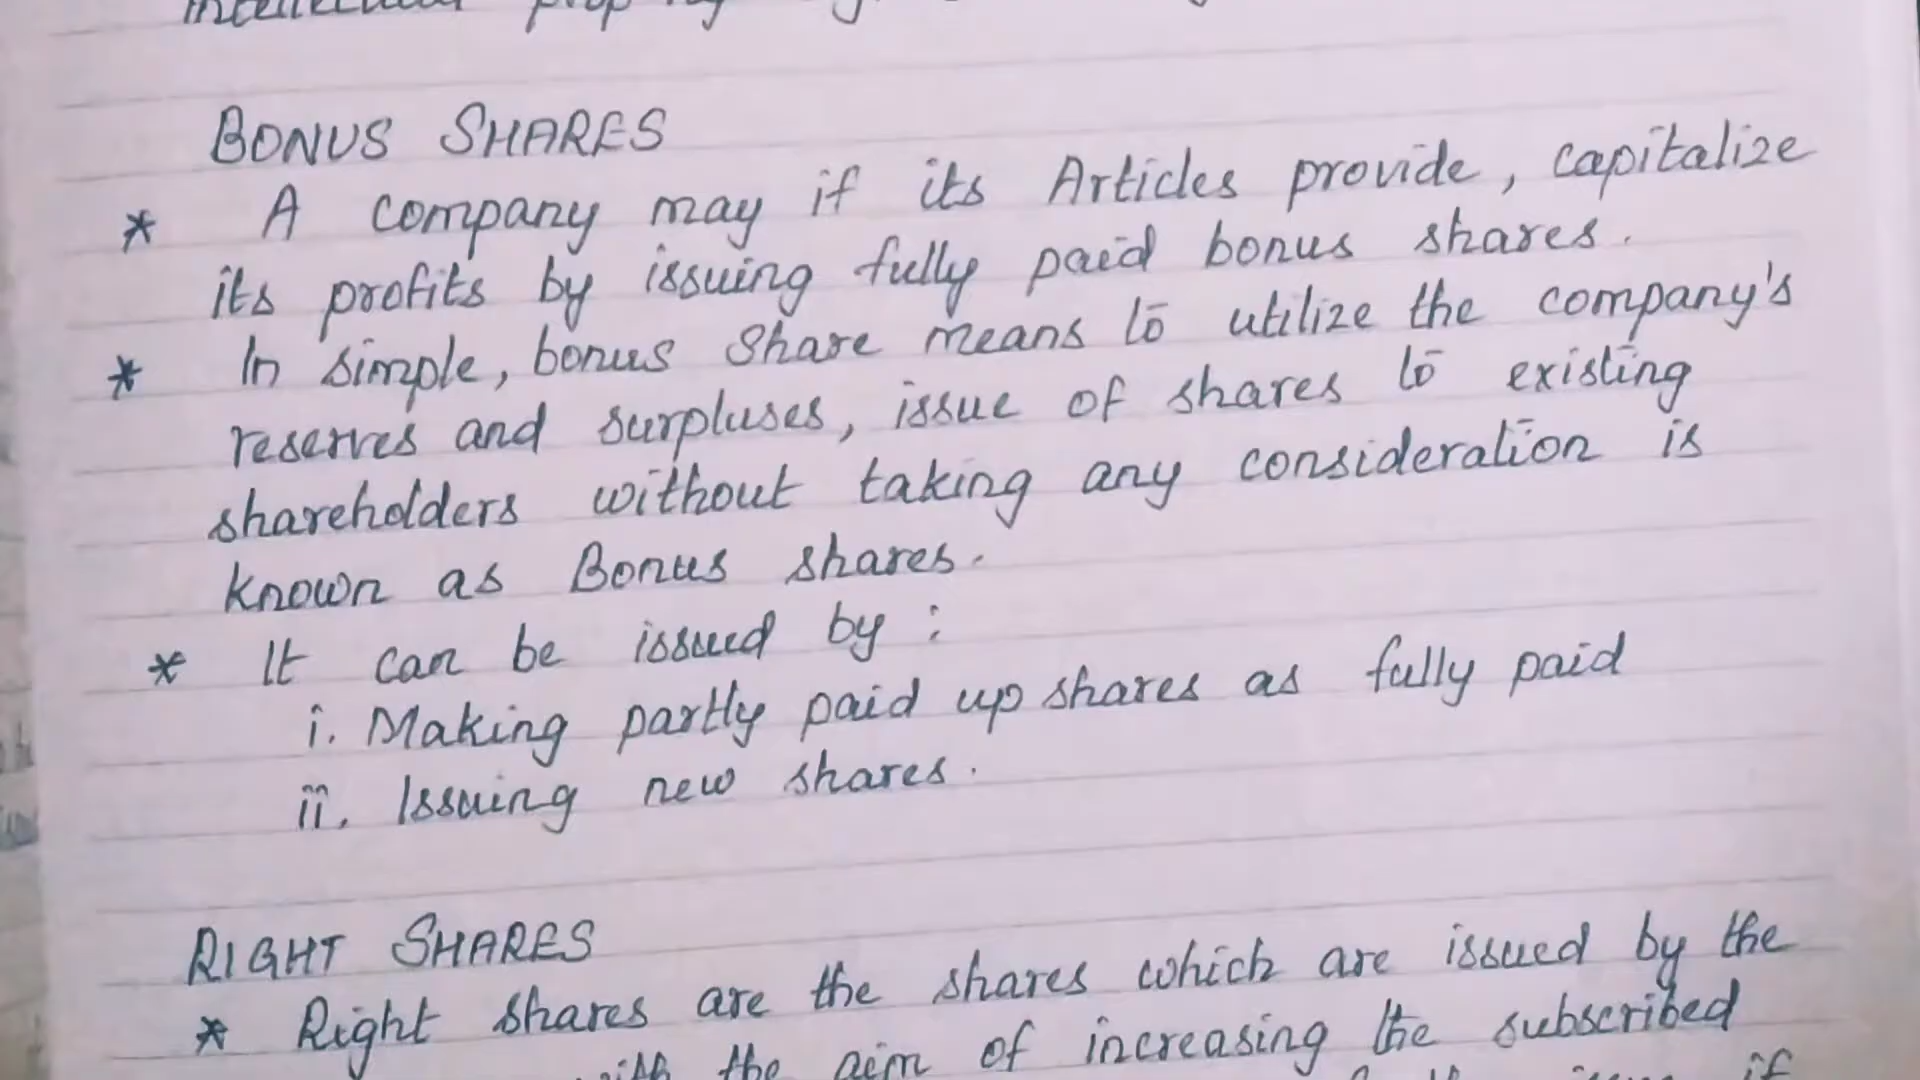 BONUS SHARES
* A company may if its Articles provide, capitalize
its profits by issuing fully paid bonus shares.
* In simple, bonus share means to utilize the company's
reserves and surpluses, issue of shares to existing
shareholders without taking any consideration is
known as Bonus shares.
* It can be issued by :
i. Making partly paid up shares as fully paid
ii. Issuing new shares.
RIGHT SHARES
* Right shares are the shares which are issued by the
with the aim of increasing the subscribed
if